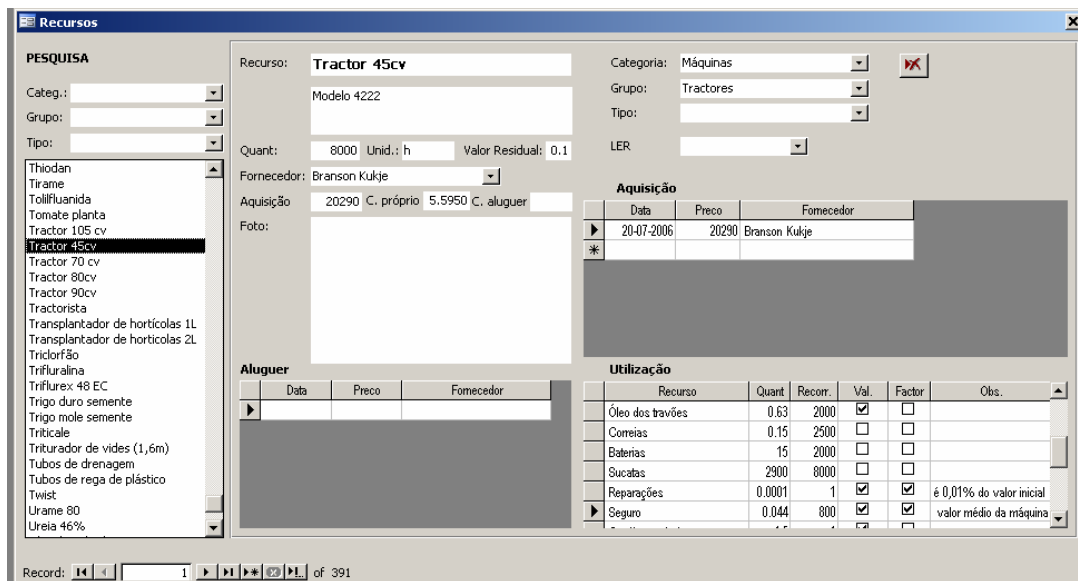 Recursos
PESQUISA
Categ.:
Grupo:
Tipo:
Thiodan
Tirame
Tolilfluanida
Tomate planta
Tractor 105 cv
Tractor 45cv
Tractor 70 cv
Tractor 80cv
Tractor 90cv
Tractorista
Transplantador de hortícolas 1L
Transplantador de horticolas 2L
Triclorfão
Trifluralina
Triflurex 48 EC
Trigo duro semente
Trigo mole semente
Triticale
Triturador de vides (1,6m)
Tubos de drenagem
Tubos de rega de plástico
Twist
Urame 80
Ureia 46%
Recurso: Tractor 45cv
Modelo 4222
Quant: 8000 Unid.: h Valor Residual: 0.1
Fornecedor: Branson Kukje
Aquisição 20290 C. próprio 5.5950 C. aluguer
Foto:
Aluguer
Data Preco Fornecedor
Categoria: Máquinas
Grupo: Tractores
Tipo:
LER
Aquisição
Data Preco Fornecedor
20-07-2006 20290 Branson Kukje
Utilização
Recurso Quant Recorr. Val. Factor Obs.
Óleo dos travões 0.63 2000
Correias 0.15 2500
Baterias 15 2000
Sucatas 2900 8000
Reparações 0.0001 1 é 0,01% do valor inicial
Seguro 0.044 800 valor médio da máquina
Record: 1 of 391